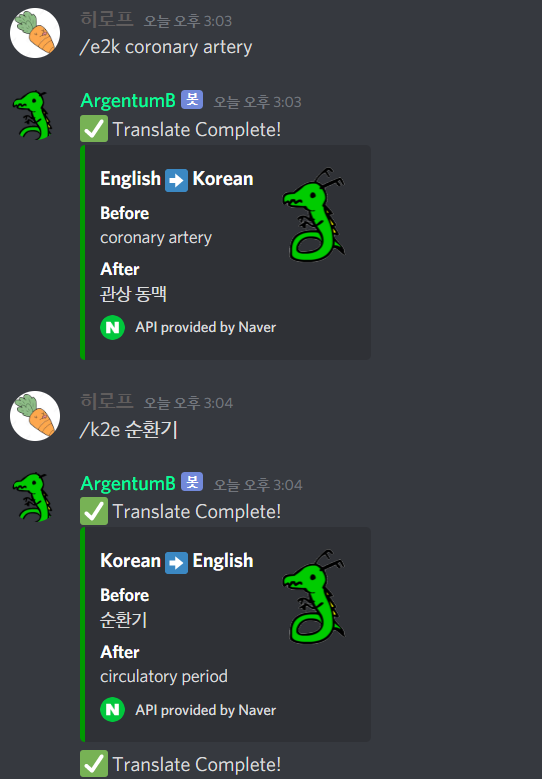 히로프 오늘 오후 3:03
/e2k coronary artery
ArgentumB 봇 오늘 오후 3:03
✅ Translate Complete!
English ➡ Korean
Before
coronary artery
After
관상 동맥
N API provided by Naver
히로프 오늘 오후 3:04
/k2e 순환기
ArgentumB 봇 오늘 오후 3:04
✅ Translate Complete!
Korean ➡ English
Before
순환기
After
circulatory period
N API provided by Naver
✅ Translate Complete!